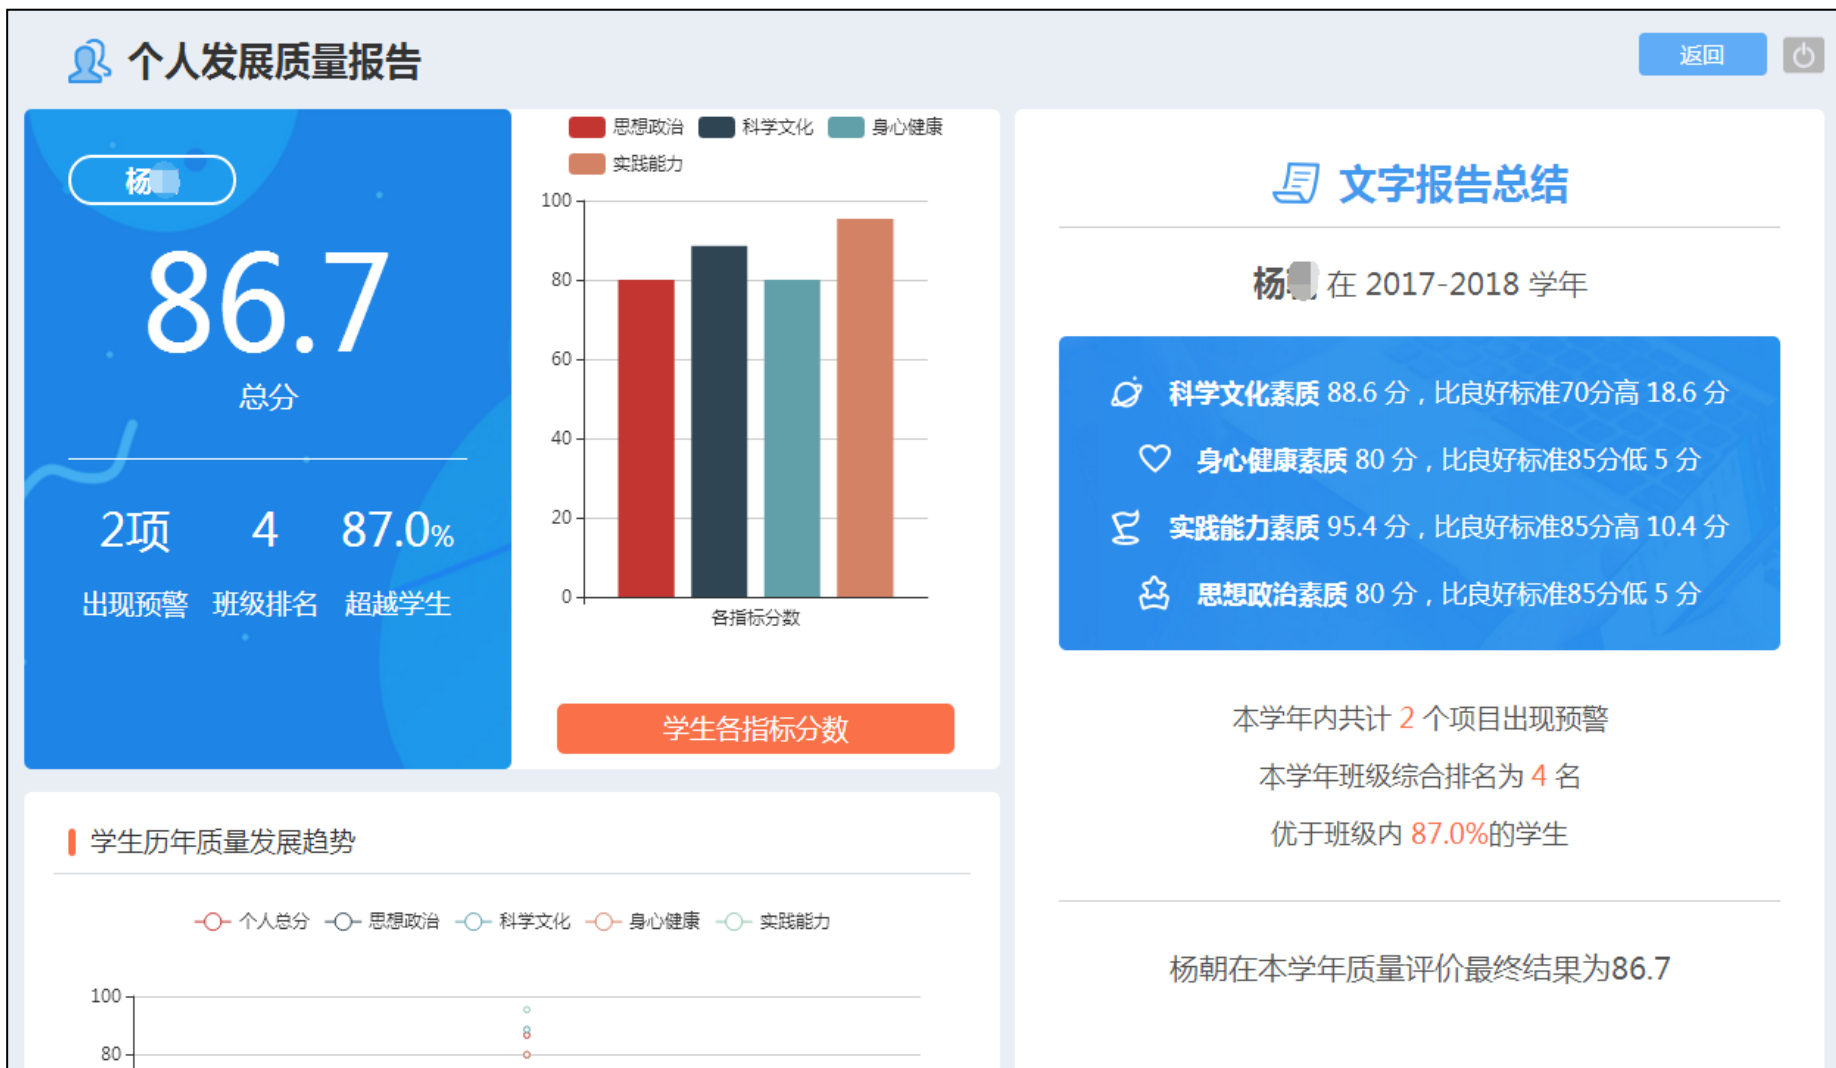 个人发展质量报告
返回
杨
86.7
总分
2项 4 87.0%
出现预警 班级排名 超越学生
思想政治 科学文化 身心健康
实践能力
100
80
60
40
20
0
各指标分数
学生各指标分数
学生历年质量发展趋势
个人总分 思想政治 科学文化 身心健康 实践能力
100
80
文字报告总结
杨 在 2017-2018 学年
科学文化素质 88.6 分，比良好标准70分高 18.6 分
身心健康素质 80 分，比良好标准85分低 5 分
实践能力素质 95.4 分，比良好标准85分高 10.4 分
思想政治素质 80 分，比良好标准85分低 5 分
本学年内共计 2 个项目出现预警
本学年班级综合排名为 4 名
优于班级内 87.0%的学生
杨朝在本学年质量评价最终结果为86.7